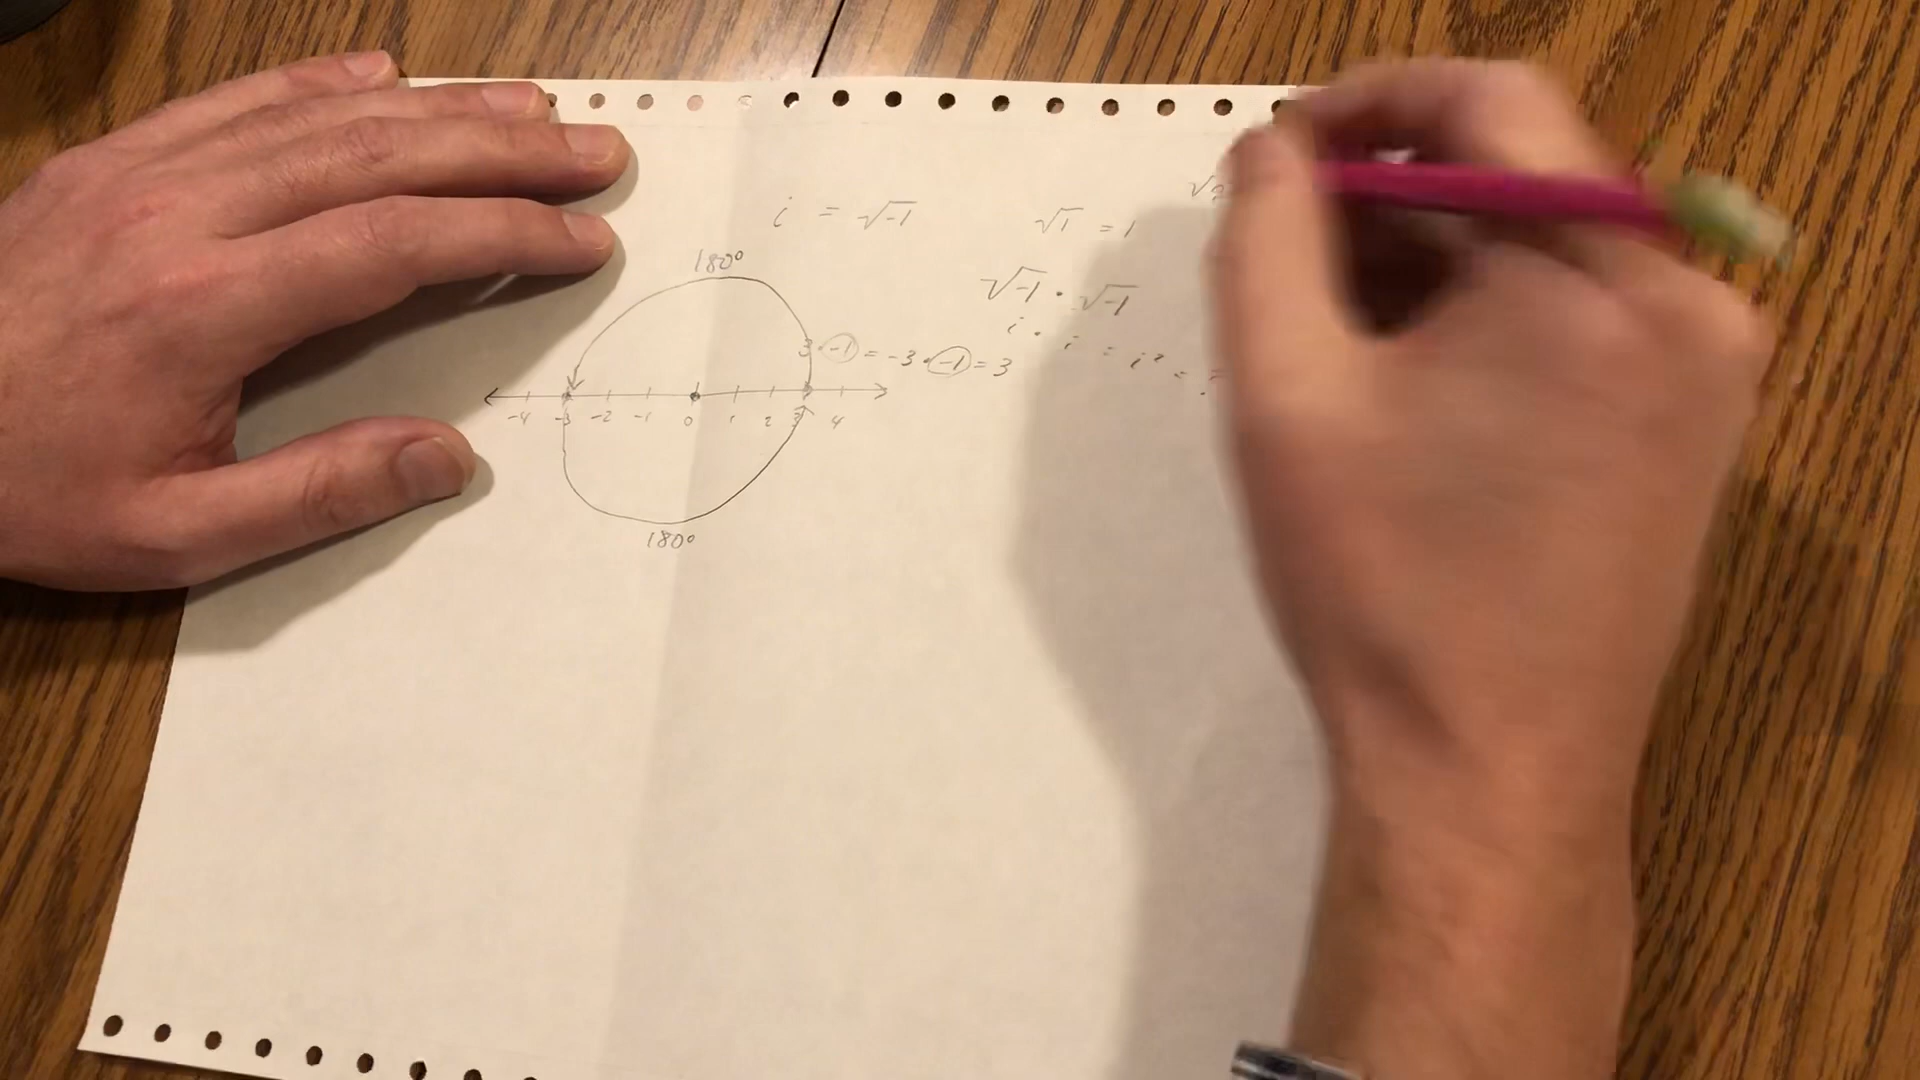 i = √-1
√1 = 1
180°
√-1 · √-1
i · i = i² =
3 · -1 = -3 · -1 = 3
-4 -3 -2 -1 0 1 2 3 4
180°